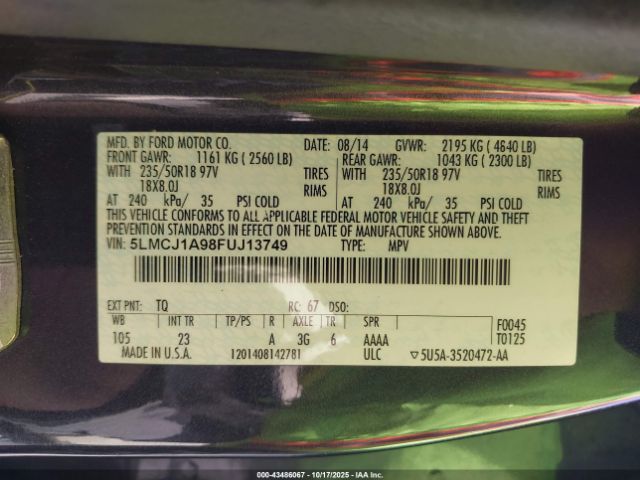 MFD. BY FORD MOTOR CO. DATE: 08/14 GVWR: 2195 KG (4840 LB)
FRONT GAWR: 1161 KG (2560 LB) REAR GAWR: 1043 KG (2300 LB)
WITH 235/50R18 97V TIRES WITH 235/50R18 97V TIRES
18X8.0J RIMS 18X8.0J RIMS
AT 240 kPa/ 35 PSI COLD AT 240 kPa/ 35 PSI COLD
THIS VEHICLE CONFORMS TO ALL APPLICABLE FEDERAL MOTOR VEHICLE SAFETY AND THEFT
PREVENTION STANDARDS IN EFFECT ON THE DATE OF MANUFACTURE SHOWN ABOVE.
VIN: 5LMCJ1A98FUJ13749 TYPE: MPV
EXT PNT: TQ RC: 67 DSO:
WB INT TR TP/PS R AXLE TR SPR F0045
105 23 A 3G 6 AAAA T0125
MADE IN U.S.A. 1201408142781 ULC ▽5U5A-3520472-AA
000-43486067 - 10/17/2025 - IAA Inc.